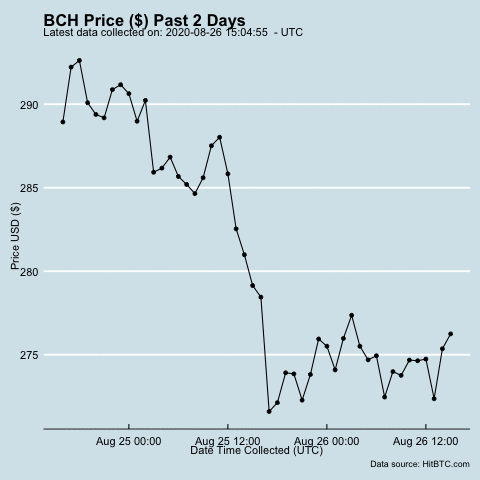 BCH Price ($) Past 2 Days
Latest data collected on: 2020-08-26 15:04:55 - UTC
290
285
280
275
Price USD ($)
Aug 25 00:00 Aug 25 12:00 Aug 26 00:00 Aug 26 12:00
Date Time Collected (UTC)
Data source: HitBTC.com